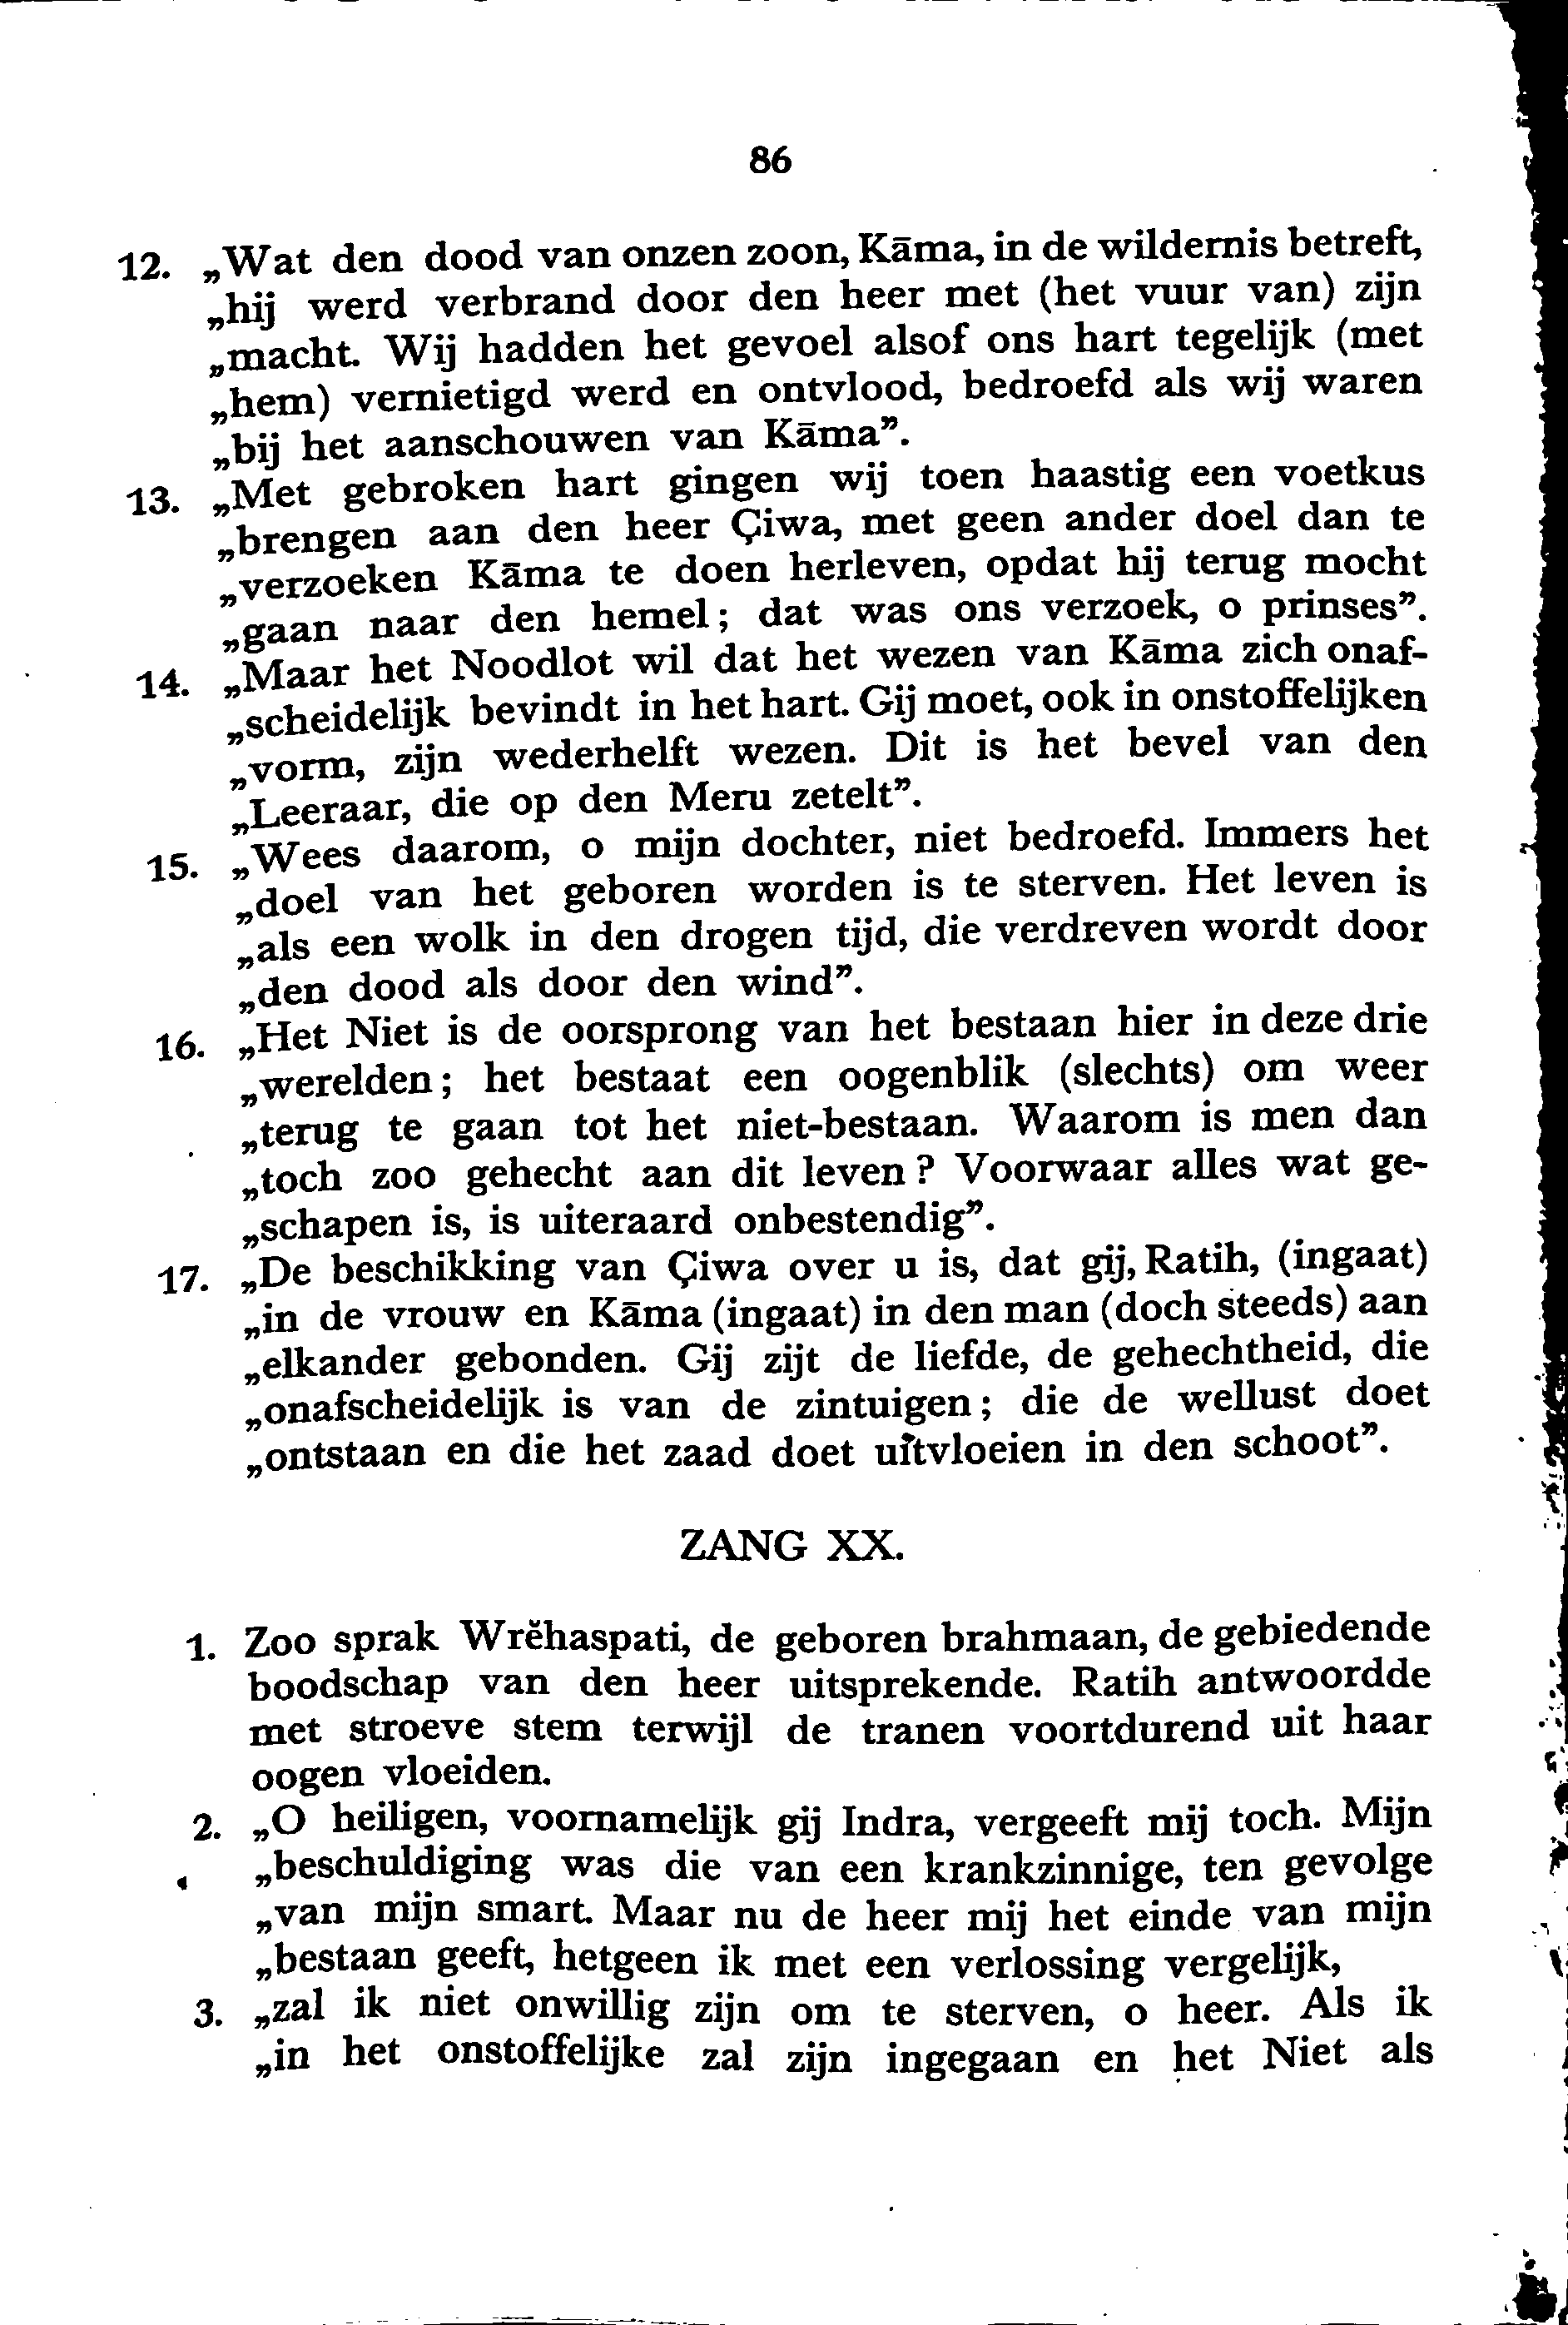 86
12. „Wat den dood van onzen zoon, Kāma, in de wildernis betreft,
„hij werd verbrand door den heer met (het vuur van) zijn
„macht. Wij hadden het gevoel alsof ons hart tegelijk (met
„hem) vernietigd werd en ontvlood, bedroefd als wij waren
„bij het aanschouwen van Kāma”.
13. „Met gebroken hart gingen wij toen haastig een voetkus
„brengen aan den heer Çiwa, met geen ander doel dan te
„verzoeken Kāma te doen herleven, opdat hij terug mocht
„gaan naar den hemel; dat was ons verzoek, o prinses”.
14. „Maar het Noodlot wil dat het wezen van Kāma zich onaf-
„scheidelijk bevindt in het hart. Gij moet, ook in onstoffelijken
„vorm, zijn wederhelft wezen. Dit is het bevel van den
„Leeraar, die op den Meru zetelt”.
15. „Wees daarom, o mijn dochter, niet bedroefd. Immers het
„doel van het geboren worden is te sterven. Het leven is
„als een wolk in den drogen tijd, die verdreven wordt door
„den dood als door den wind”.
16. „Het Niet is de oorsprong van het bestaan hier in deze drie
„werelden; het bestaat een oogenblik (slechts) om weer
„terug te gaan tot het niet-bestaan. Waarom is men dan
„toch zoo gehecht aan dit leven? Voorwaar alles wat ge-
„schapen is, is uiteraard onbestendig”.
17. „De beschikking van Çiwa over u is, dat gij, Ratih, (ingaat)
„in de vrouw en Kāma (ingaat) in den man (doch steeds) aan
„elkander gebonden. Gij zijt de liefde, de gehechtheid, die
„onafscheidelijk is van de zintuigen; die de wellust doet
„ontstaan en die het zaad doet uitvloeien in den schoot”.
ZANG XX.
1. Zoo sprak Wrĕhaspati, de geboren brahmaan, de gebiedende
boodschap van den heer uitsprekende. Ratih antwoordde
met stroeve stem terwijl de tranen voortdurend uit haar
oogen vloeiden.
2. „O heiligen, voornamelijk gij Indra, vergeeft mij toch. Mijn
„beschuldiging was die van een krankzinnige, ten gevolge
„van mijn smart. Maar nu de heer mij het einde van mijn
„bestaan geeft, hetgeen ik met een verlossing vergelijk,
3. „zal ik niet onwillig zijn om te sterven, o heer. Als ik
„in het onstoffelijke zal zijn ingegaan en het Niet als